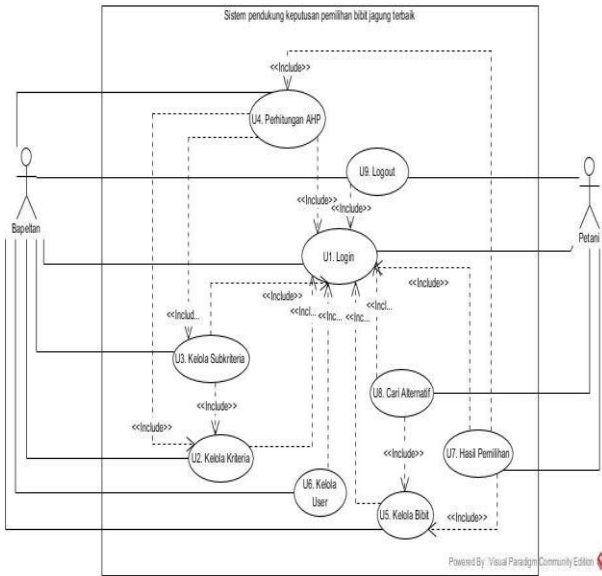 Sistem pendukung keputusan pemilihan bibit jagung terbaik
<<Include>>
U4. Perhitungan AHP
U9. Logout
<<Include>>
<<Include>>
Bapeltan
Petani
U1. Login
<<Include>>
<<Include>>
<<Includ...
<<Incl...
<<Inc...
<<Inc...
<<Incl...
U3. Kelola Subkriteria
U8. Cari Alternatif
<<Include>>
<<Include>>
<<Include>>
U2. Kelola Kriteria
U7. Hasil Pemilihan
U6. Kelola
User
U5. Kelola Bibit
<<Include>>
Powered By: Visual Paradigm Community Edition